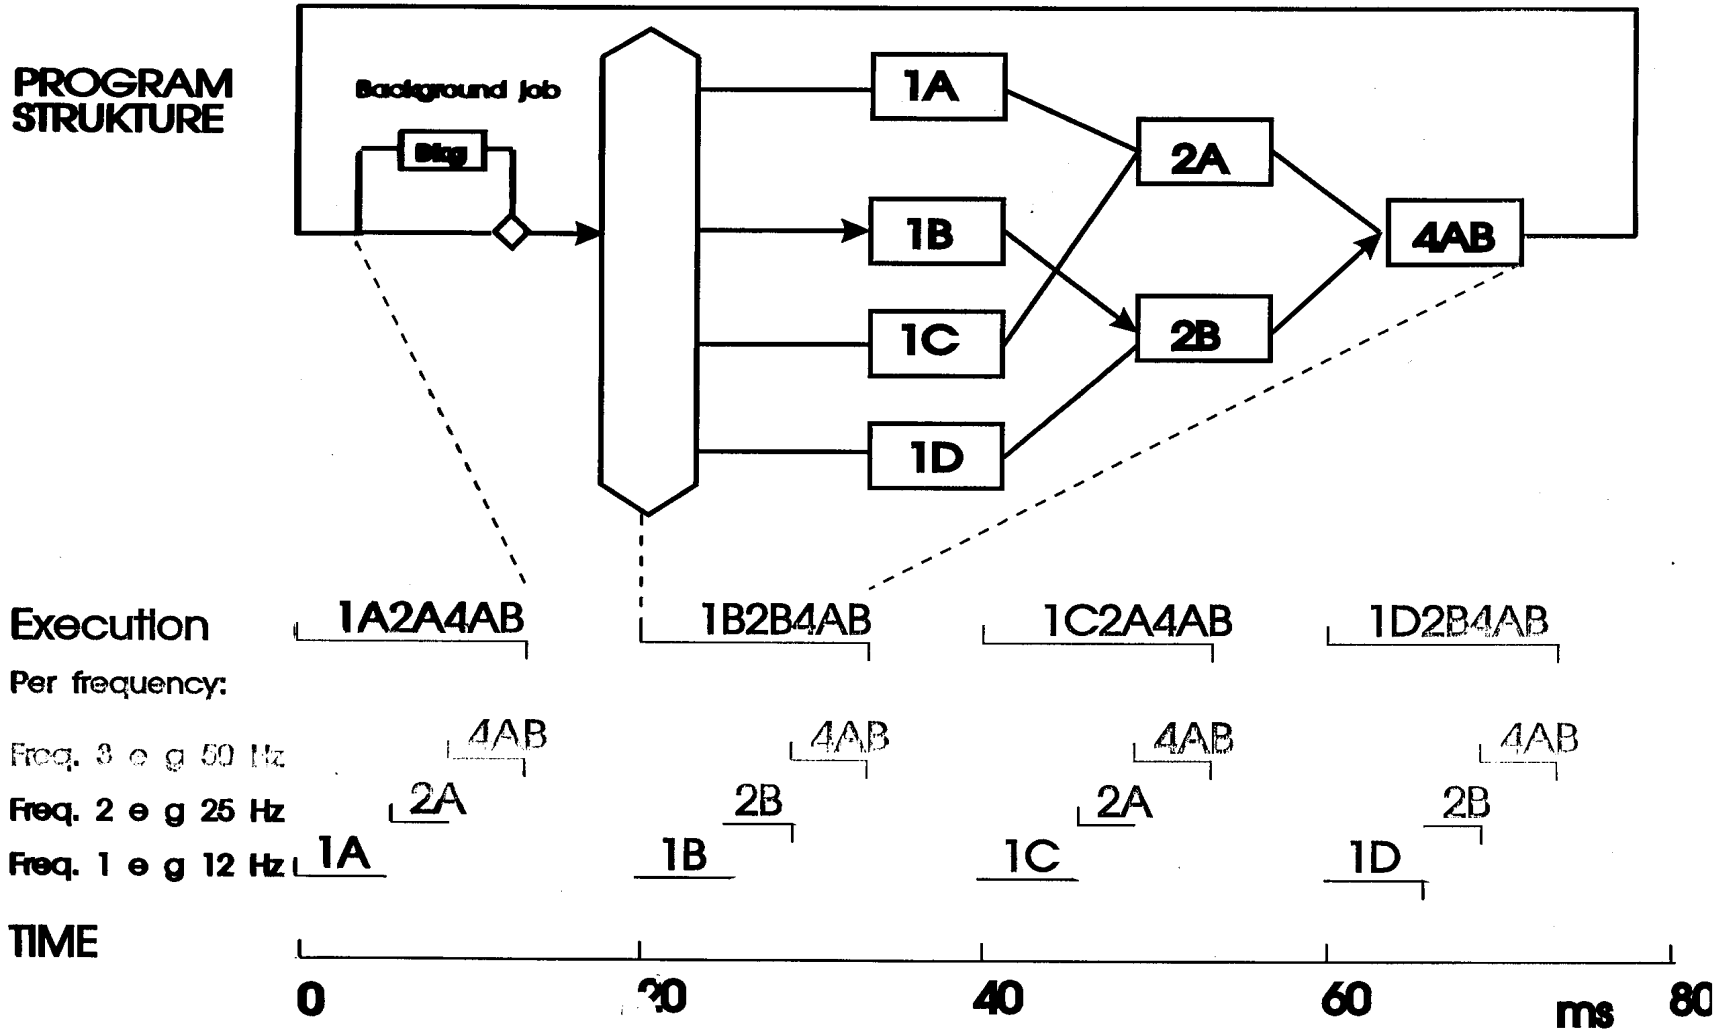 PROGRAM
STRUKTURE
Background job
Bkg
1A
1B
1C
1D
2A
2B
4AB
Execution
1A2A4AB
1B2B4AB
1C2A4AB
1D2B4AB
Per frequency:
Freq. 3 e g 50 Hz
4AB
4AB
4AB
4AB
Freq. 2 e g 25 Hz
2A
2B
2A
2B
Freq. 1 e g 12 Hz
1A
1B
1C
1D
TIME
0
20
40
60
ms
80